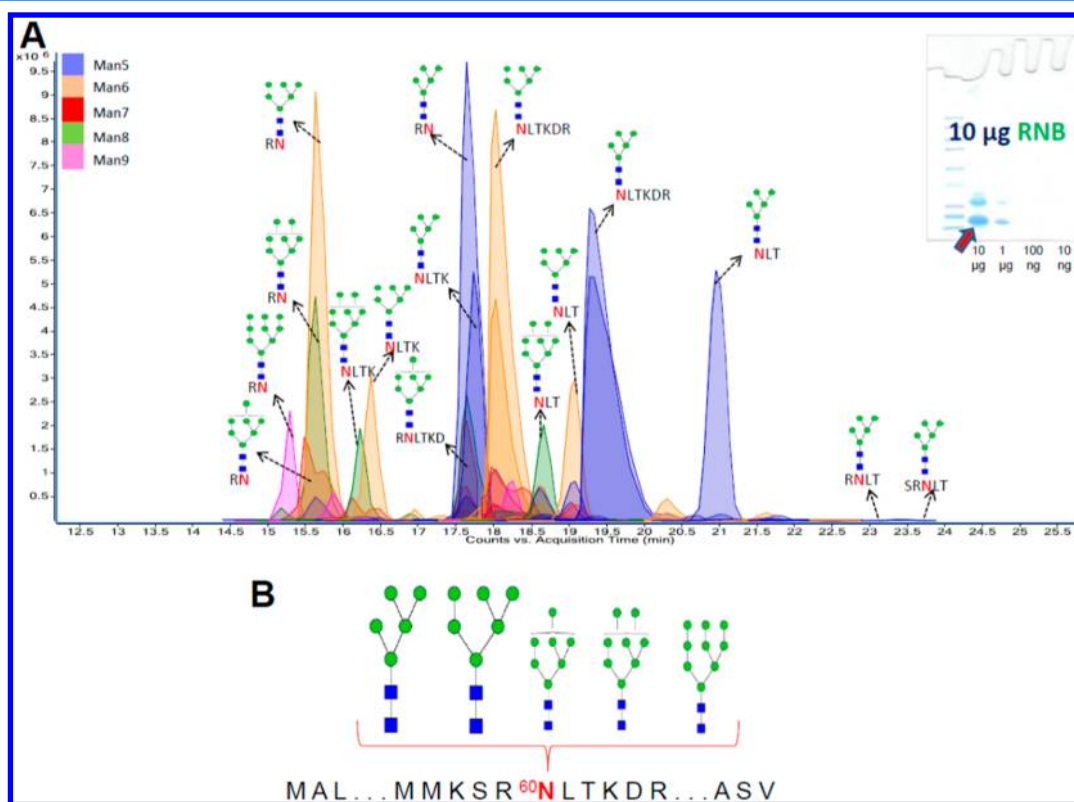 A
x10 6
9.5
9
8.5
8
7.5
7
6.5
6
5.5
5
4.5
4
3.5
3
2.5
2
1.5
1
0.5
Man5
Man6
Man7
Man8
Man9
RN
RN
NLTKDR
NLTKDR
NLT
RN
NLTK
NLTK
NLTK
NLT
RN
NLT
RNLTKD
RN
RNLT
SRNLT
10 µg RNB
10 1 100 10
µg µg ng ng
12.5 13 13.5 14 14.5 15 15.5 16 16.5 17 17.5 18 18.5 19 19.5 20 20.5 21 21.5 22 22.5 23 23.5 24 24.5 25 25.5
Counts vs. Acquisition Time (min)
B
MAL...MMKSR 60NLTKDR...ASV